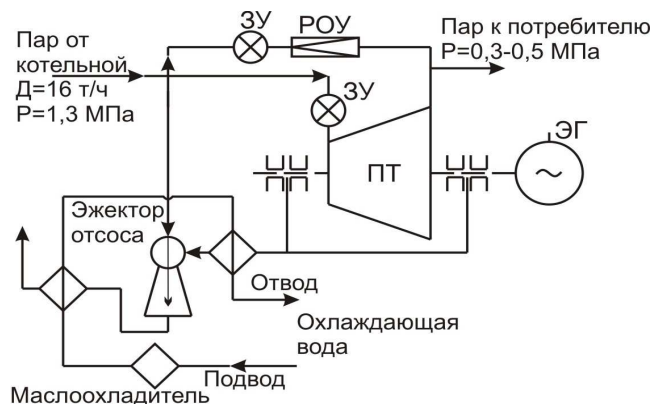 ЗУ
РОУ
Пар от
котельной
Д=16 т/ч
Р=1,3 МПа
Пар к потребителю
Р=0,3-0,5 МПа
ЗУ
ЭГ
ПТ
Эжектор
отсоса
Отвод
Охлаждающая
вода
Подвод
Маслоохладитель